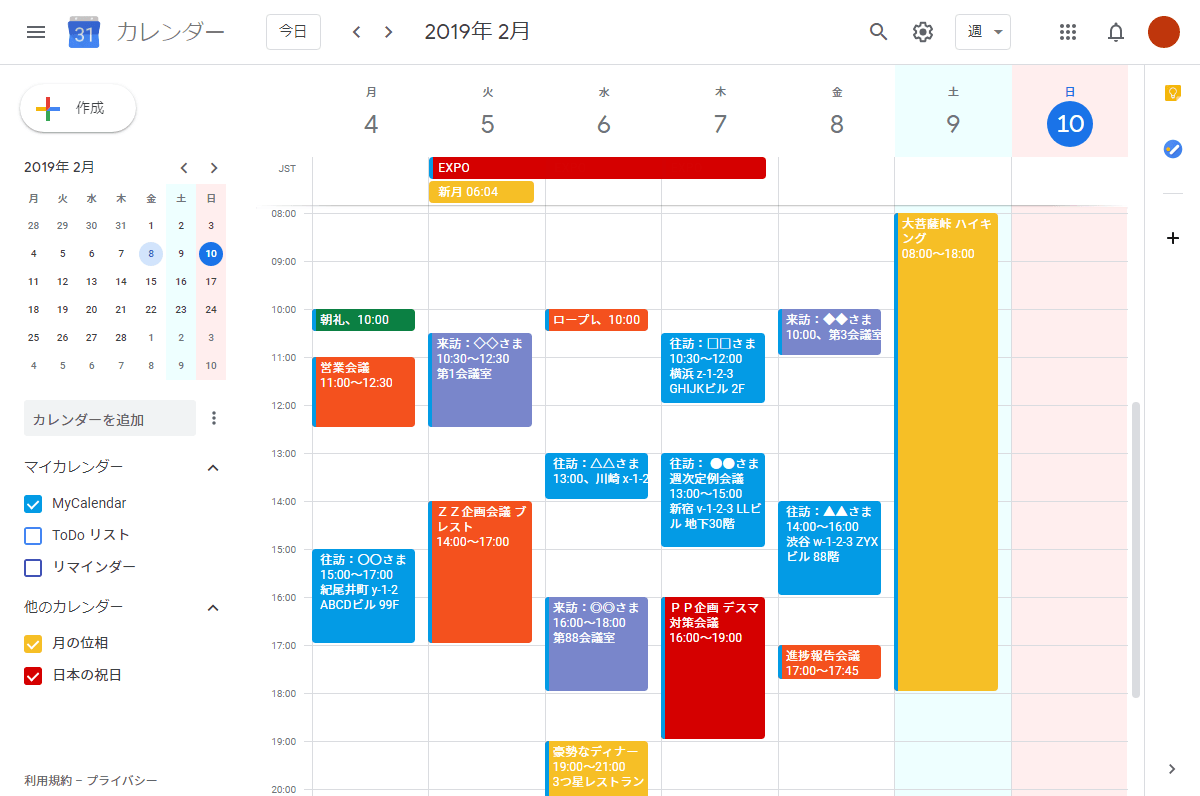 31 カレンダー 今日 2019年 2月 週
作成
月 火 水 木 金 土 日
4 5 6 7 8 9 10
2019年 2月
月 火 水 木 金 土 日
28 29 30 31 1 2 3
4 5 6 7 8 9 10
11 12 13 14 15 16 17
18 19 20 21 22 23 24
25 26 27 28 1 2 3
4 5 6 7 8 9 10
カレンダーを追加
マイカレンダー
MyCalendar
ToDo リスト
リマインダー
他のカレンダー
月の位相
日本の祝日
利用規約 – プライバシー
JST
EXPO
新月 06:04
08:00
09:00
10:00
11:00
12:00
13:00
14:00
15:00
16:00
17:00
18:00
19:00
20:00
朝礼、10:00
営業会議
11:00～12:30
往訪：〇〇さま
15:00～17:00
紀尾井町 y-1-2
ABCDビル 99F
来訪：◇◇さま
10:30～12:30
第1会議室
ＺＺ企画会議 ブ
レスト
14:00～17:00
ロープレ、10:00
往訪：△△さま
13:00、川崎 x-1-2
来訪：◎◎さま
16:00～18:00
第88会議室
豪勢なディナー
19:00～21:00
3つ星レストラン
往訪：□□さま
10:30～12:00
横浜 z-1-2-3
GHIJKビル 2F
往訪： ●●さま
週次定例会議
13:00～15:00
新宿 v-1-2-3 LLビ
ル 地下30階
ＰＰ企画 デスマ
対策会議
16:00～19:00
来訪：◆◆さま
10:00、第3会議室
往訪：▲▲さま
14:00～16:00
渋谷 w-1-2-3 ZYX
ビル 88階
進捗報告会議
17:00～17:45
大菩薩峠 ハイキ
ング
08:00～18:00